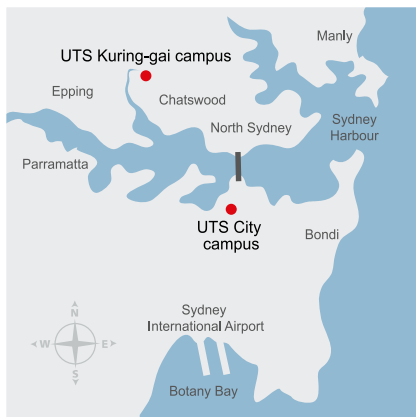 Manly
UTS Kuring-gai campus
Epping
Chatswood
North Sydney
Sydney
Harbour
Parramatta
UTS City
campus
Bondi
Sydney
International Airport
N
W
E
S
Botany Bay